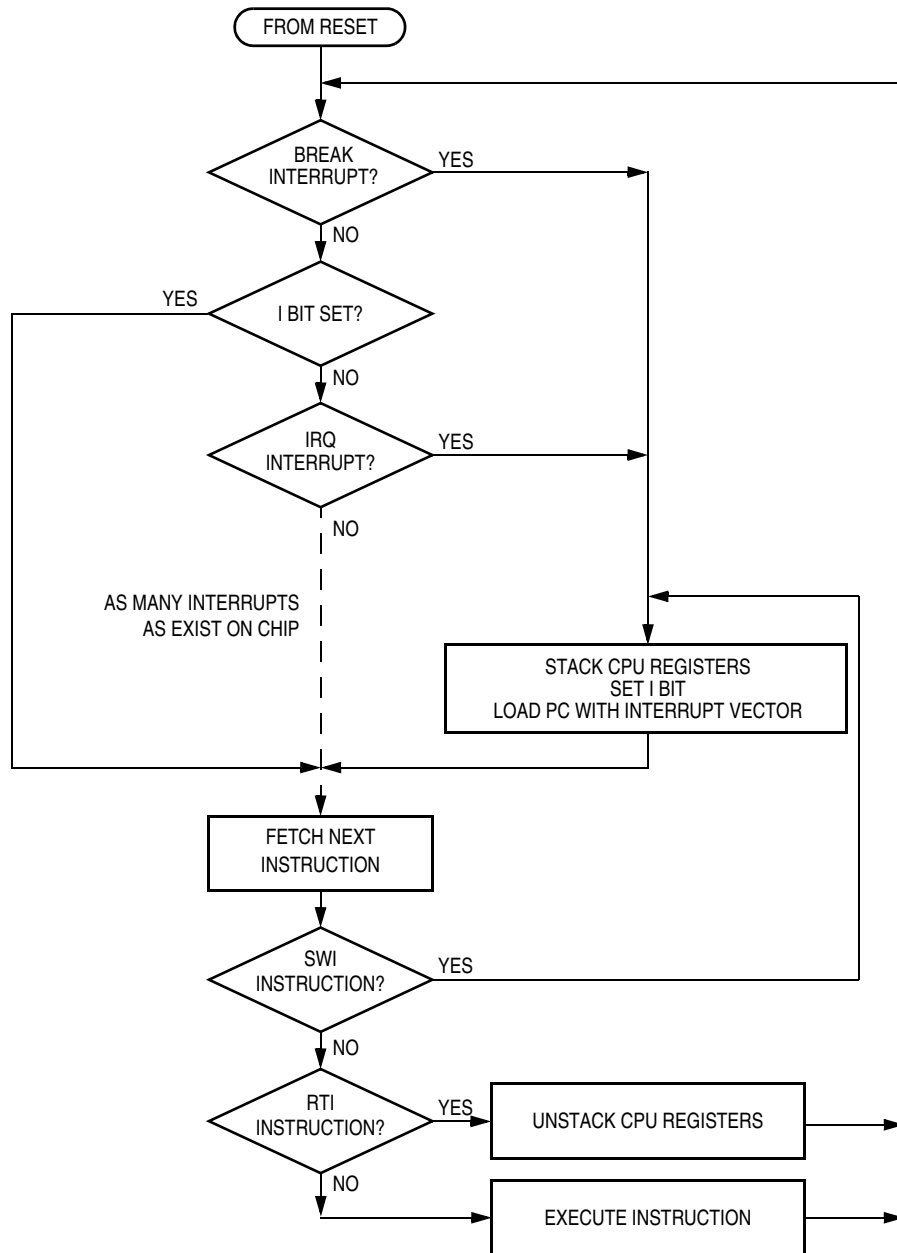 FROM RESET
BREAK
INTERRUPT?
YES
NO
YES
I BIT SET?
NO
IRQ
INTERRUPT?
YES
NO
AS MANY INTERRUPTS
AS EXIST ON CHIP
STACK CPU REGISTERS
SET I BIT
LOAD PC WITH INTERRUPT VECTOR
FETCH NEXT
INSTRUCTION
SWI
INSTRUCTION?
YES
NO
RTI
INSTRUCTION?
YES
UNSTACK CPU REGISTERS
NO
EXECUTE INSTRUCTION